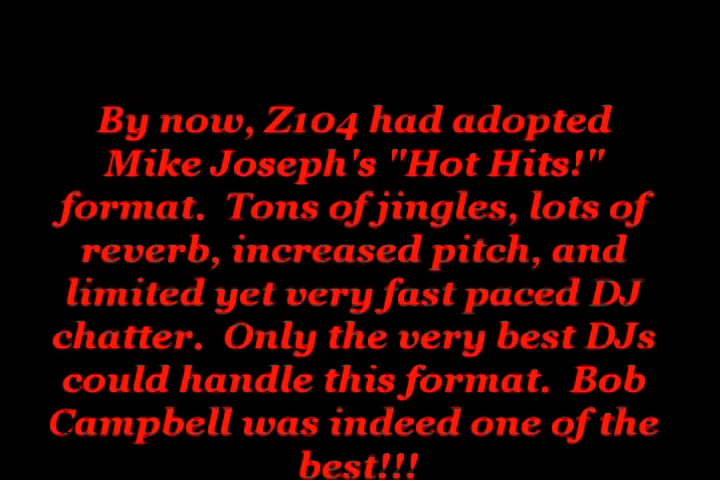 By now, Z104 had adopted
Mike Joseph's "Hot Hits!"
format.  Tons of jingles, lots of
reverb, increased pitch, and
limited yet very fast paced DJ
chatter.  Only the very best DJs
could handle this format.  Bob
Campbell was indeed one of the
best!!!